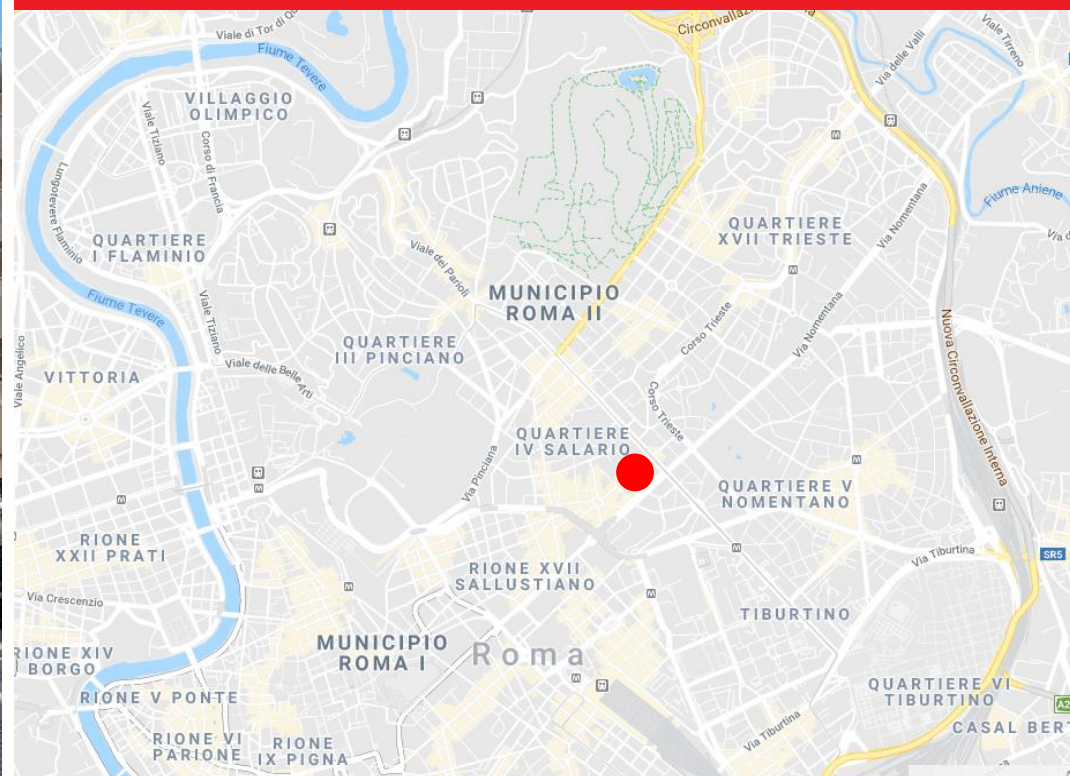 Viale di Tor di
Circonvallazione
Viale Tirreno
Fiume Tevere
Via delle Valli
VILLAGGIO
OLIMPICO
Viale Tiziano
Corso di Francia
Lungotevere Flaminio
Fiume Aniene
Via Nomentana
QUARTIERE
XVII TRIESTE
QUARTIERE
I FLAMINIO
Viale dei Parioli
MUNICIPIO
ROMA II
Fiume Tevere
Viale Tiziano
Corso Trieste
Via Nomentana
QUARTIERE
III PINCIANO
Nuova Circonvallazione Interna
Viale Angelico
VITTORIA
Viale delle Belle Arti
Corso Trieste
QUARTIERE
IV SALARIO
Via Pinciana
QUARTIERE V
NOMENTANO
RIONE
XXII PRATI
Via Tiburtina
SR5
RIONE XVII
SALLUSTIANO
Via Crescenzio
TIBURTINO
MUNICIPIO
ROMA I
Roma
RIONE XIV
BORGO
RIONE V PONTE
QUARTIERE VI
TIBURTINO
A2
CASAL BERT
Via Tiburtina
RIONE VI
PARIONE
RIONE
IX PIGNA